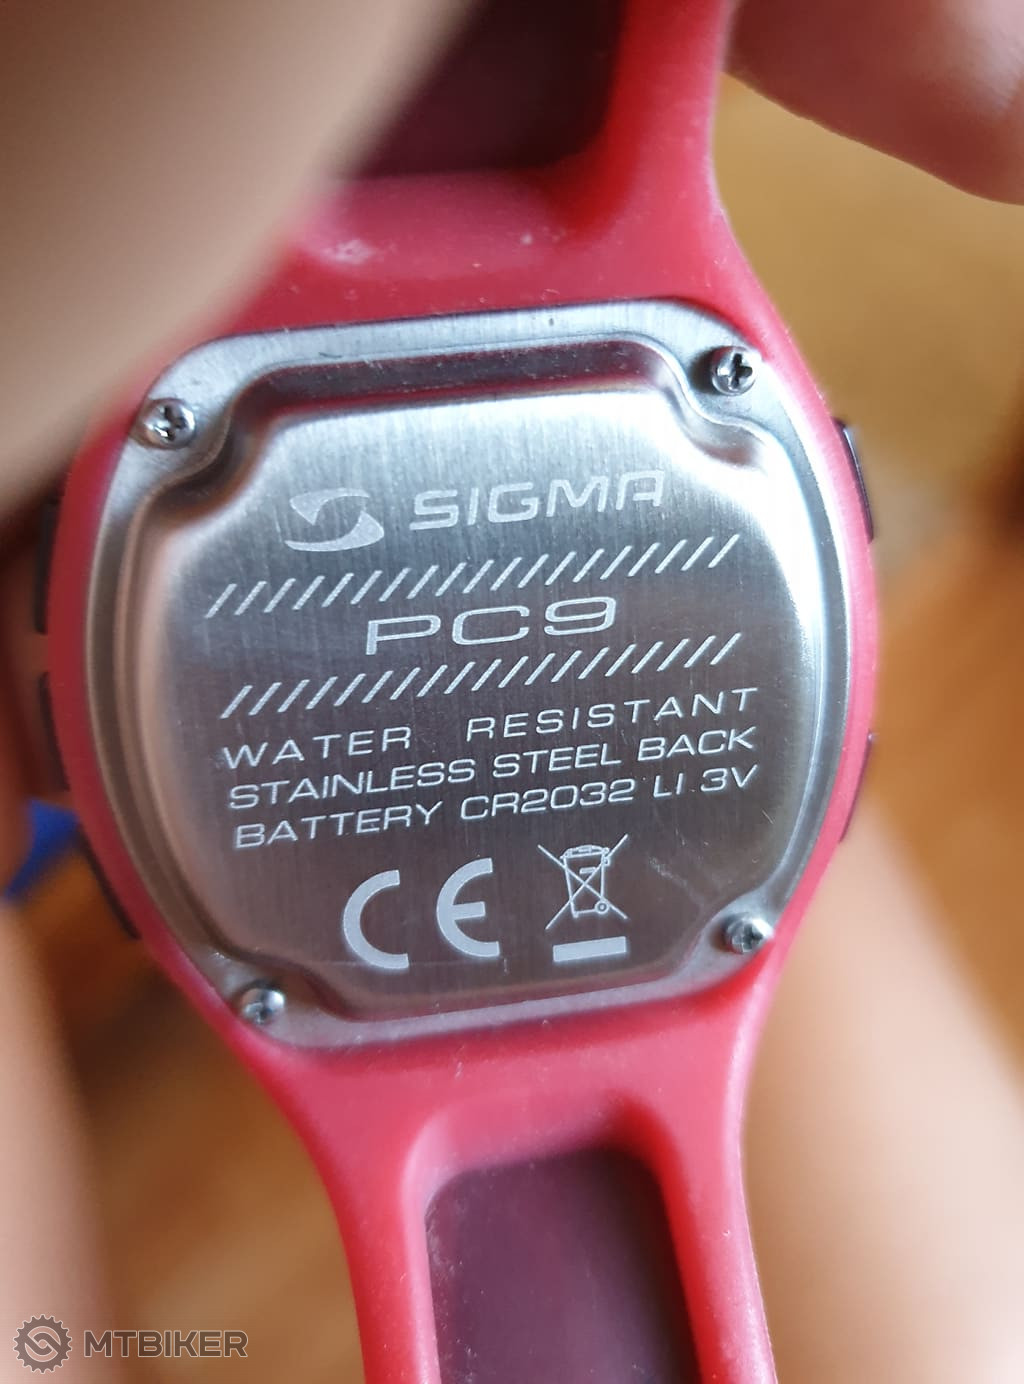 SIGMA
PC9
WATER RESISTANT
STAINLESS STEEL BACK
BATTERY CR2032 LI 3V
CE
MTBIKER